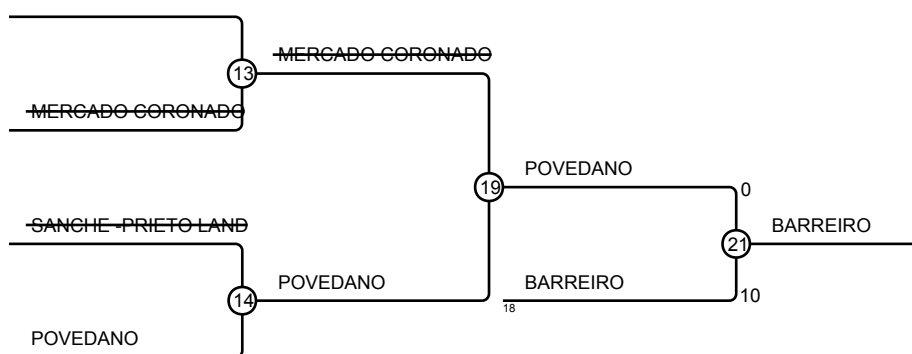 MERCADO CORONADO
13
MERCADO CORONADO
POVEDANO
19
0
SANCHE -PRIETO LAND
BARREIRO
21
POVEDANO
BARREIRO
14
10
18
POVEDANO